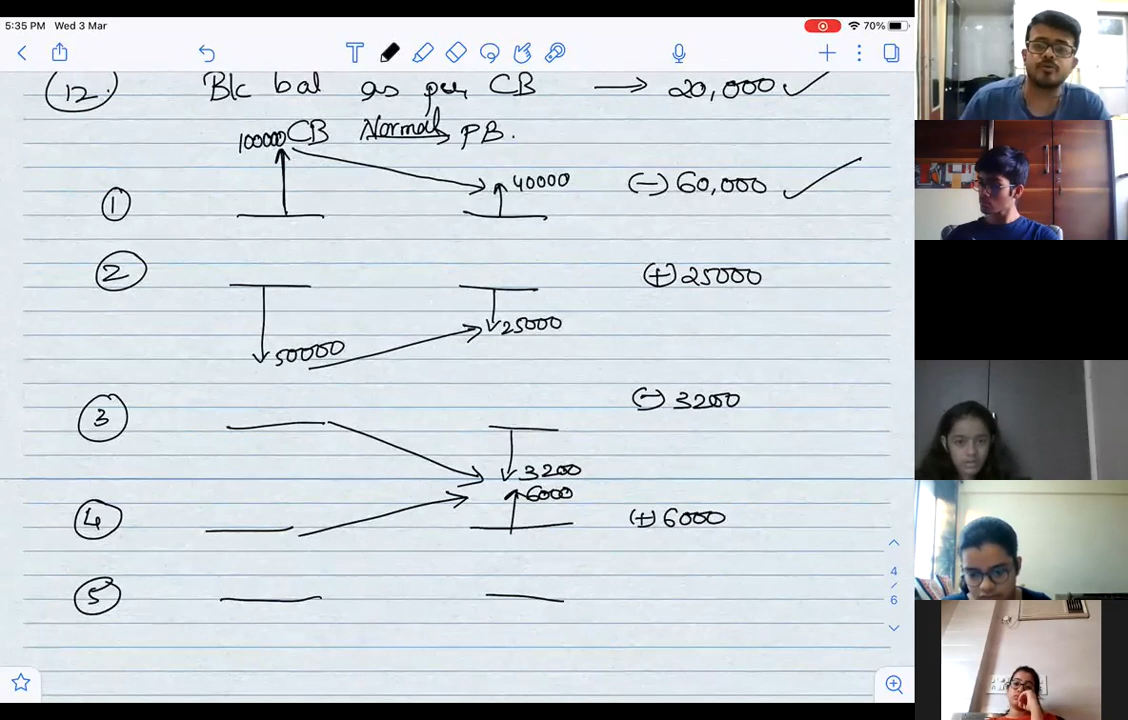 5:35 PM Wed 3 Mar
70%
T
12. Blc bal as per CB → 20,000 ✓
100000 CB Normal PB.
1 40000 (-) 60,000 ✓
2 (+) 25000
50000 25000
3 (-) 3200
3200
6000
4 (+) 6000
5
4
/
6